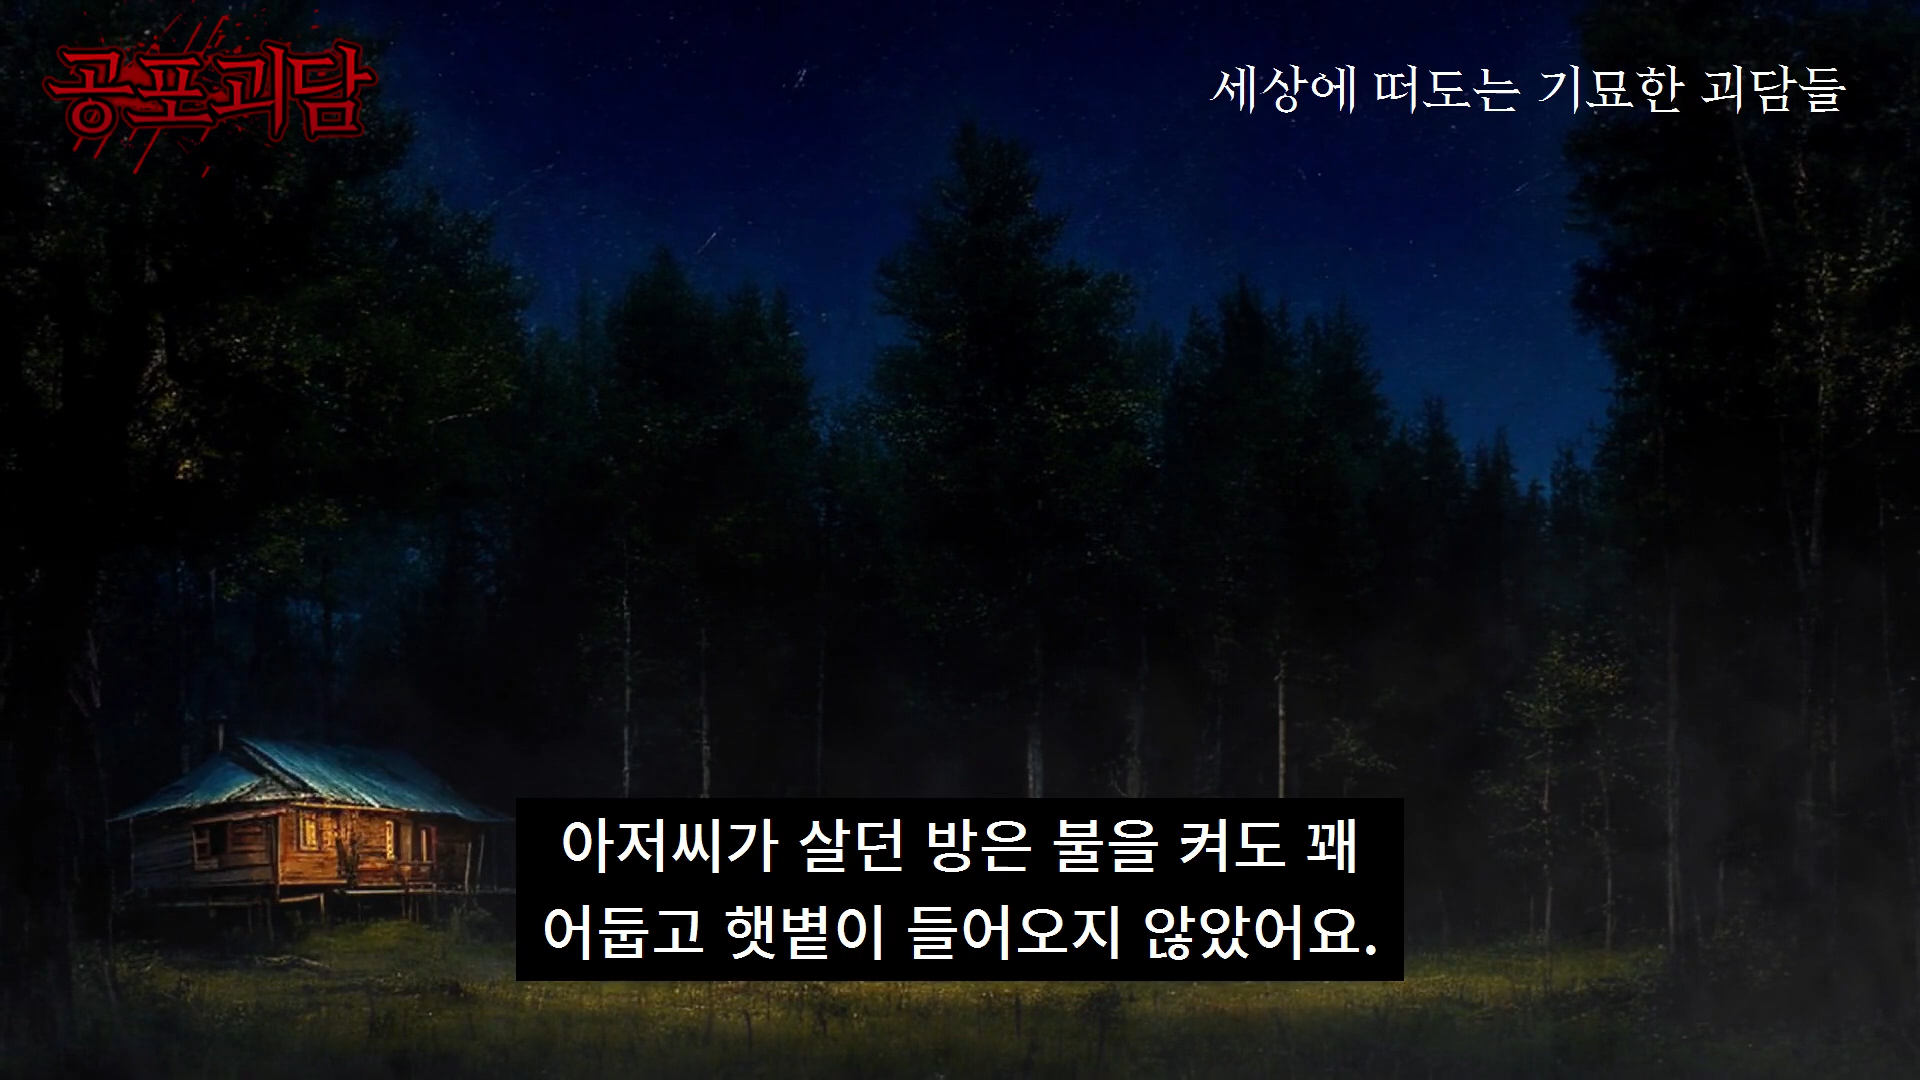 공포괴담
세상에 떠도는 기묘한 괴담들
아저씨가 살던 방은 불을 켜도 꽤
어둡고 햇볕이 들어오지 않았어요.